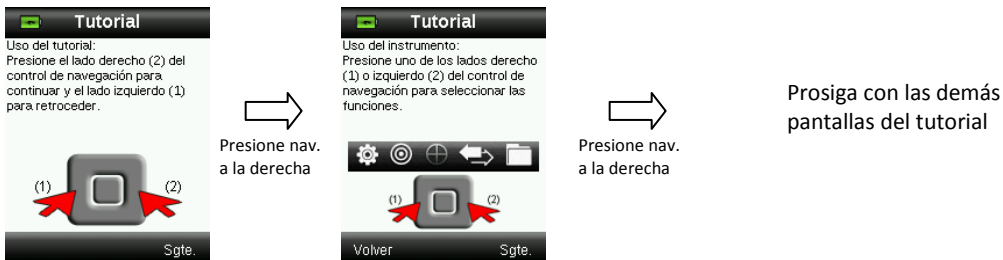 Tutorial
Uso del tutorial:
Presione el lado derecho (2) del
control de navegación para
continuar y el lado izquierdo (1)
para retroceder.
(1)
(2)
Sgte.
Presione nav.
a la derecha
Tutorial
Uso del instrumento:
Presione uno de los lados derecho
(1) o izquierdo (2) del control de
navegación para seleccionar las
funciones.
(1)
(2)
Volver
Sgte.
Presione nav.
a la derecha
Prosiga con las demás
pantallas del tutorial